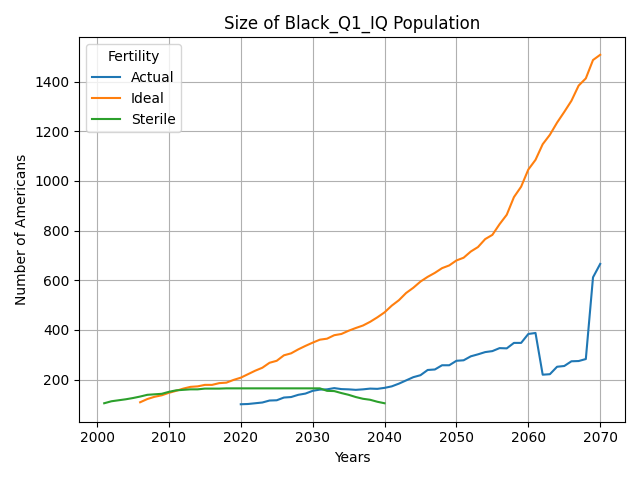 Size of Black_Q1_IQ Population
Fertility
Actual
Ideal
Sterile
Number of Americans
1400
1200
1000
800
600
400
200
2000 2010 2020 2030 2040 2050 2060 2070
Years